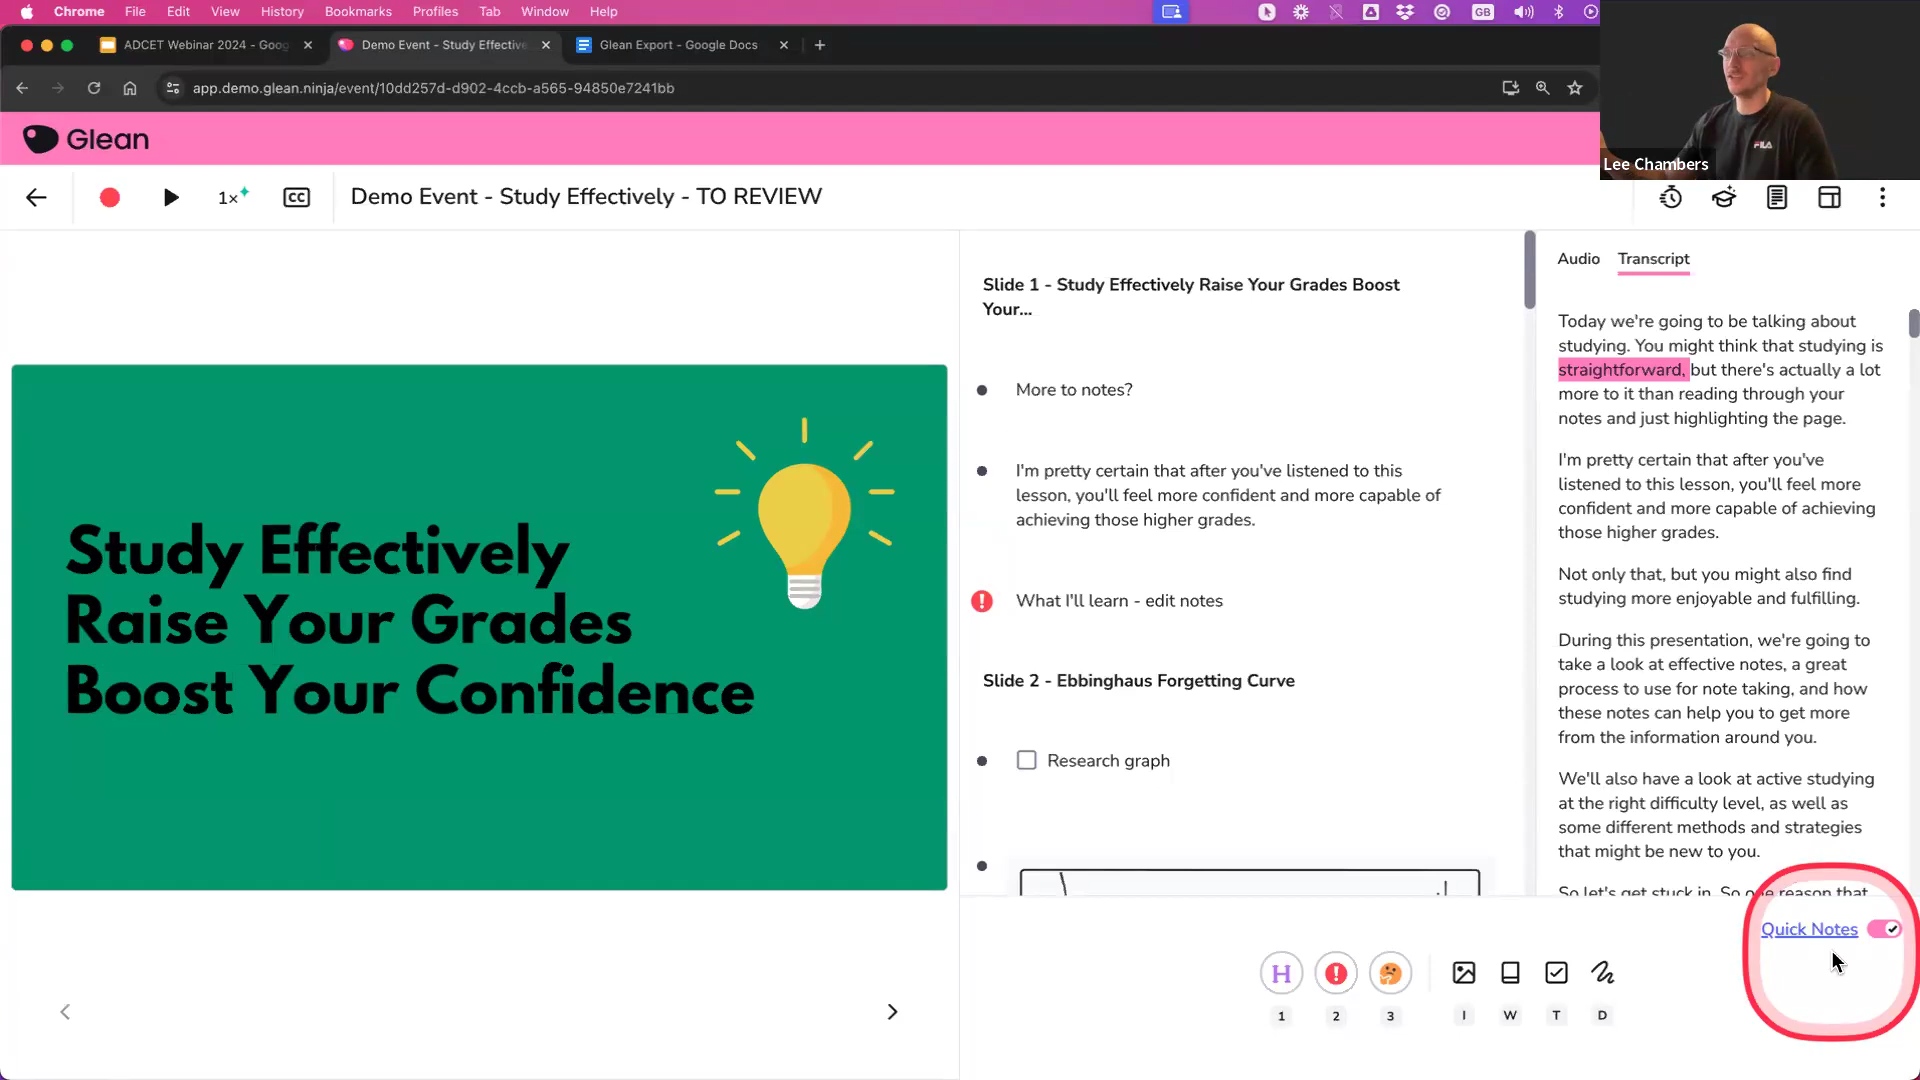 Chrome File Edit View History Bookmarks Profiles Tab Window Help
GB
ADCET Webinar 2024 - Goog
Demo Event - Study Effective
Glean Export - Google Docs
app.demo.glean.ninja/event/10dd257d-d902-4ccb-a565-94850e7241bb
FILA
Lee Chambers
Glean
1×
CC
Demo Event - Study Effectively - TO REVIEW
Study Effectively
Raise Your Grades
Boost Your Confidence
Slide 1 - Study Effectively Raise Your Grades Boost
Your...
More to notes?
I'm pretty certain that after you've listened to this
lesson, you'll feel more confident and more capable of
achieving those higher grades.
What I'll learn - edit notes
Slide 2 - Ebbinghaus Forgetting Curve
Research graph
Audio Transcript
Today we're going to be talking about
studying. You might think that studying is
straightforward, but there's actually a lot
more to it than reading through your
notes and just highlighting the page.
I'm pretty certain that after you've
listened to this lesson, you'll feel more
confident and more capable of achieving
those higher grades.
Not only that, but you might also find
studying more enjoyable and fulfilling.
During this presentation, we're going to
take a look at effective notes, a great
process to use for note taking, and how
these notes can help you to get more
from the information around you.
We'll also have a look at active studying
at the right difficulty level, as well as
some different methods and strategies
that might be new to you.
So let's get stuck in. So one reason that
Quick Notes
H
1 2 3 I W T D